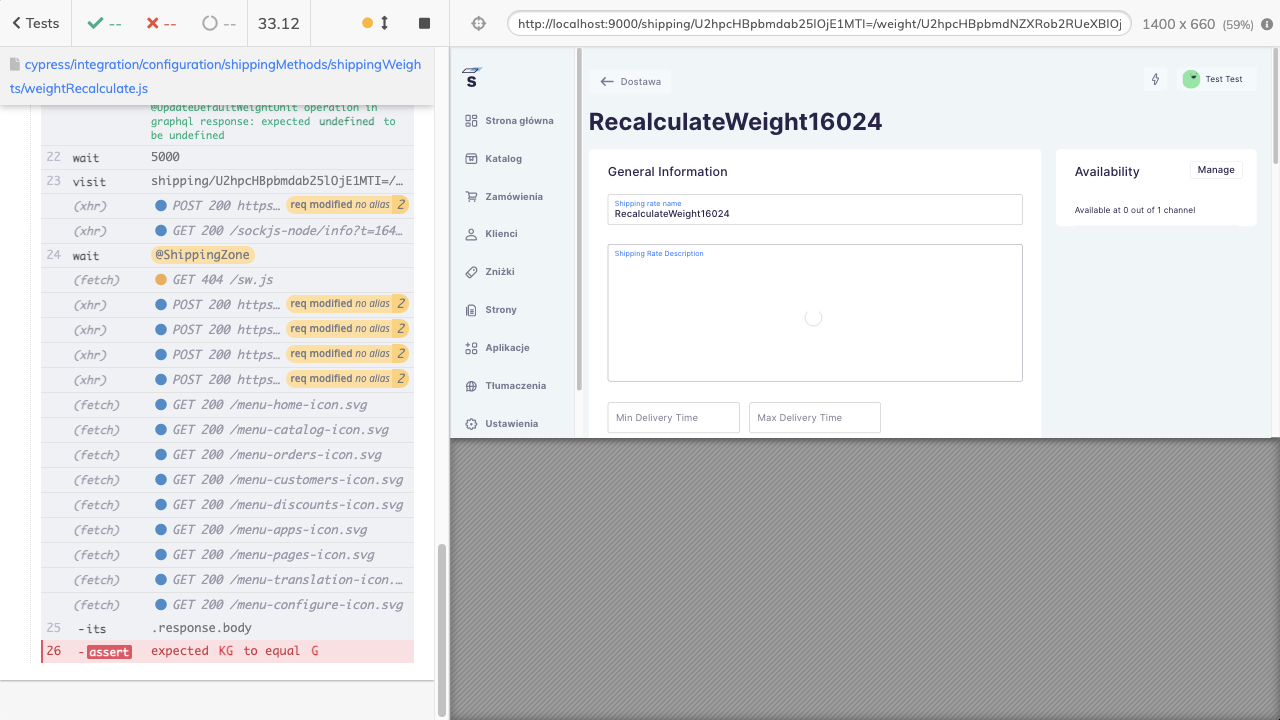 Tests
--
--
--
33.12
cypress/integration/configuration/shippingMethods/shippingWeigh
ts/weightRecalculate.js
@UpdateDefaultWeightUnit operation in
graphql response: expected undefined to
be undefined
22 wait 5000
23 visit shipping/U2hpcHBpbmdab25lOjE1MTI=/…
(xhr) POST 200 https… req modified no alias 2
(xhr) GET 200 /sockjs-node/info?t=164…
24 wait @ShippingZone
(fetch) GET 404 /sw.js
(xhr) POST 200 https… req modified no alias 2
(xhr) POST 200 https… req modified no alias 2
(xhr) POST 200 https… req modified no alias 2
(xhr) POST 200 https… req modified no alias 2
(fetch) GET 200 /menu-home-icon.svg
(fetch) GET 200 /menu-catalog-icon.svg
(fetch) GET 200 /menu-orders-icon.svg
(fetch) GET 200 /menu-customers-icon.svg
(fetch) GET 200 /menu-discounts-icon.svg
(fetch) GET 200 /menu-apps-icon.svg
(fetch) GET 200 /menu-pages-icon.svg
(fetch) GET 200 /menu-translation-icon.…
(fetch) GET 200 /menu-configure-icon.svg
25 -its .response.body
26 -assert expected KG to equal G
http://localhost:9000/shipping/U2hpcHBpbmdab25lOjE1MTI=/weight/U2hpcHBpbmdNZXRob2RUeXBlOj
1400 x 660 (59%)
S
Strona główna
Katalog
Zamówienia
Klienci
Zniżki
Strony
Aplikacje
Tłumaczenia
Ustawienia
Dostawa
Test Test
RecalculateWeight16024
General Information
Shipping rate name
RecalculateWeight16024
Shipping Rate Description
Min Delivery Time
Max Delivery Time
Availability
Manage
Available at 0 out of 1 channel